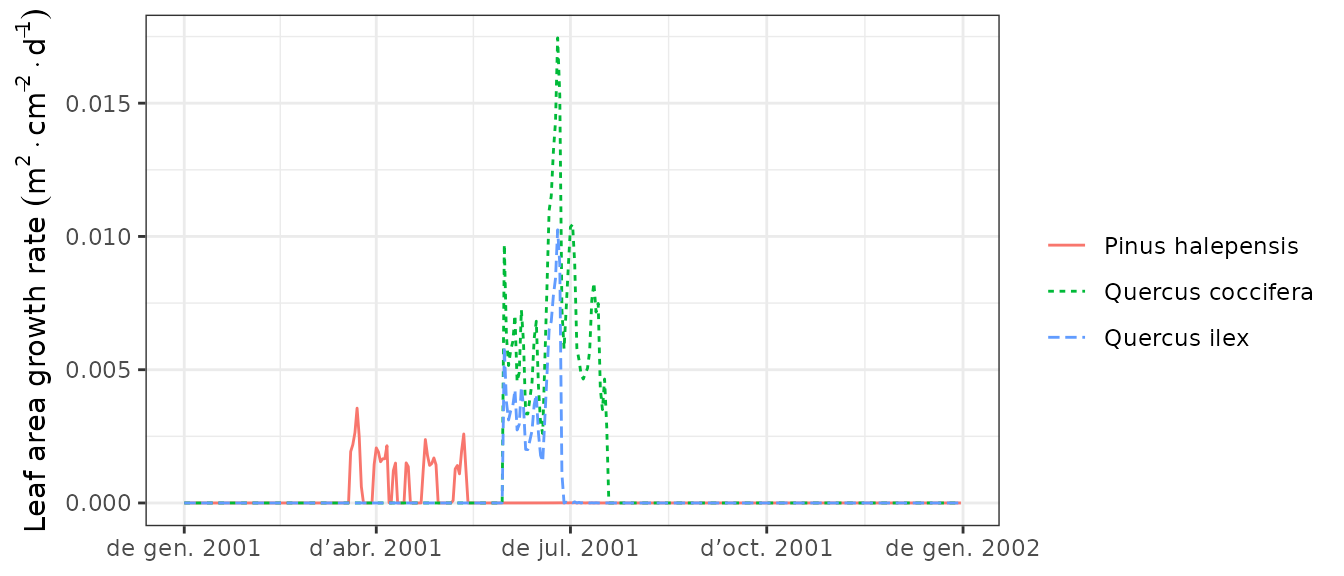 Leaf area growth rate (m² · cm⁻² · d⁻¹)
0.015
0.010
0.005
0.000
de gen. 2001 d’abr. 2001 de jul. 2001 d’oct. 2001 de gen. 2002
Pinus halepensis
Quercus coccifera
Quercus ilex